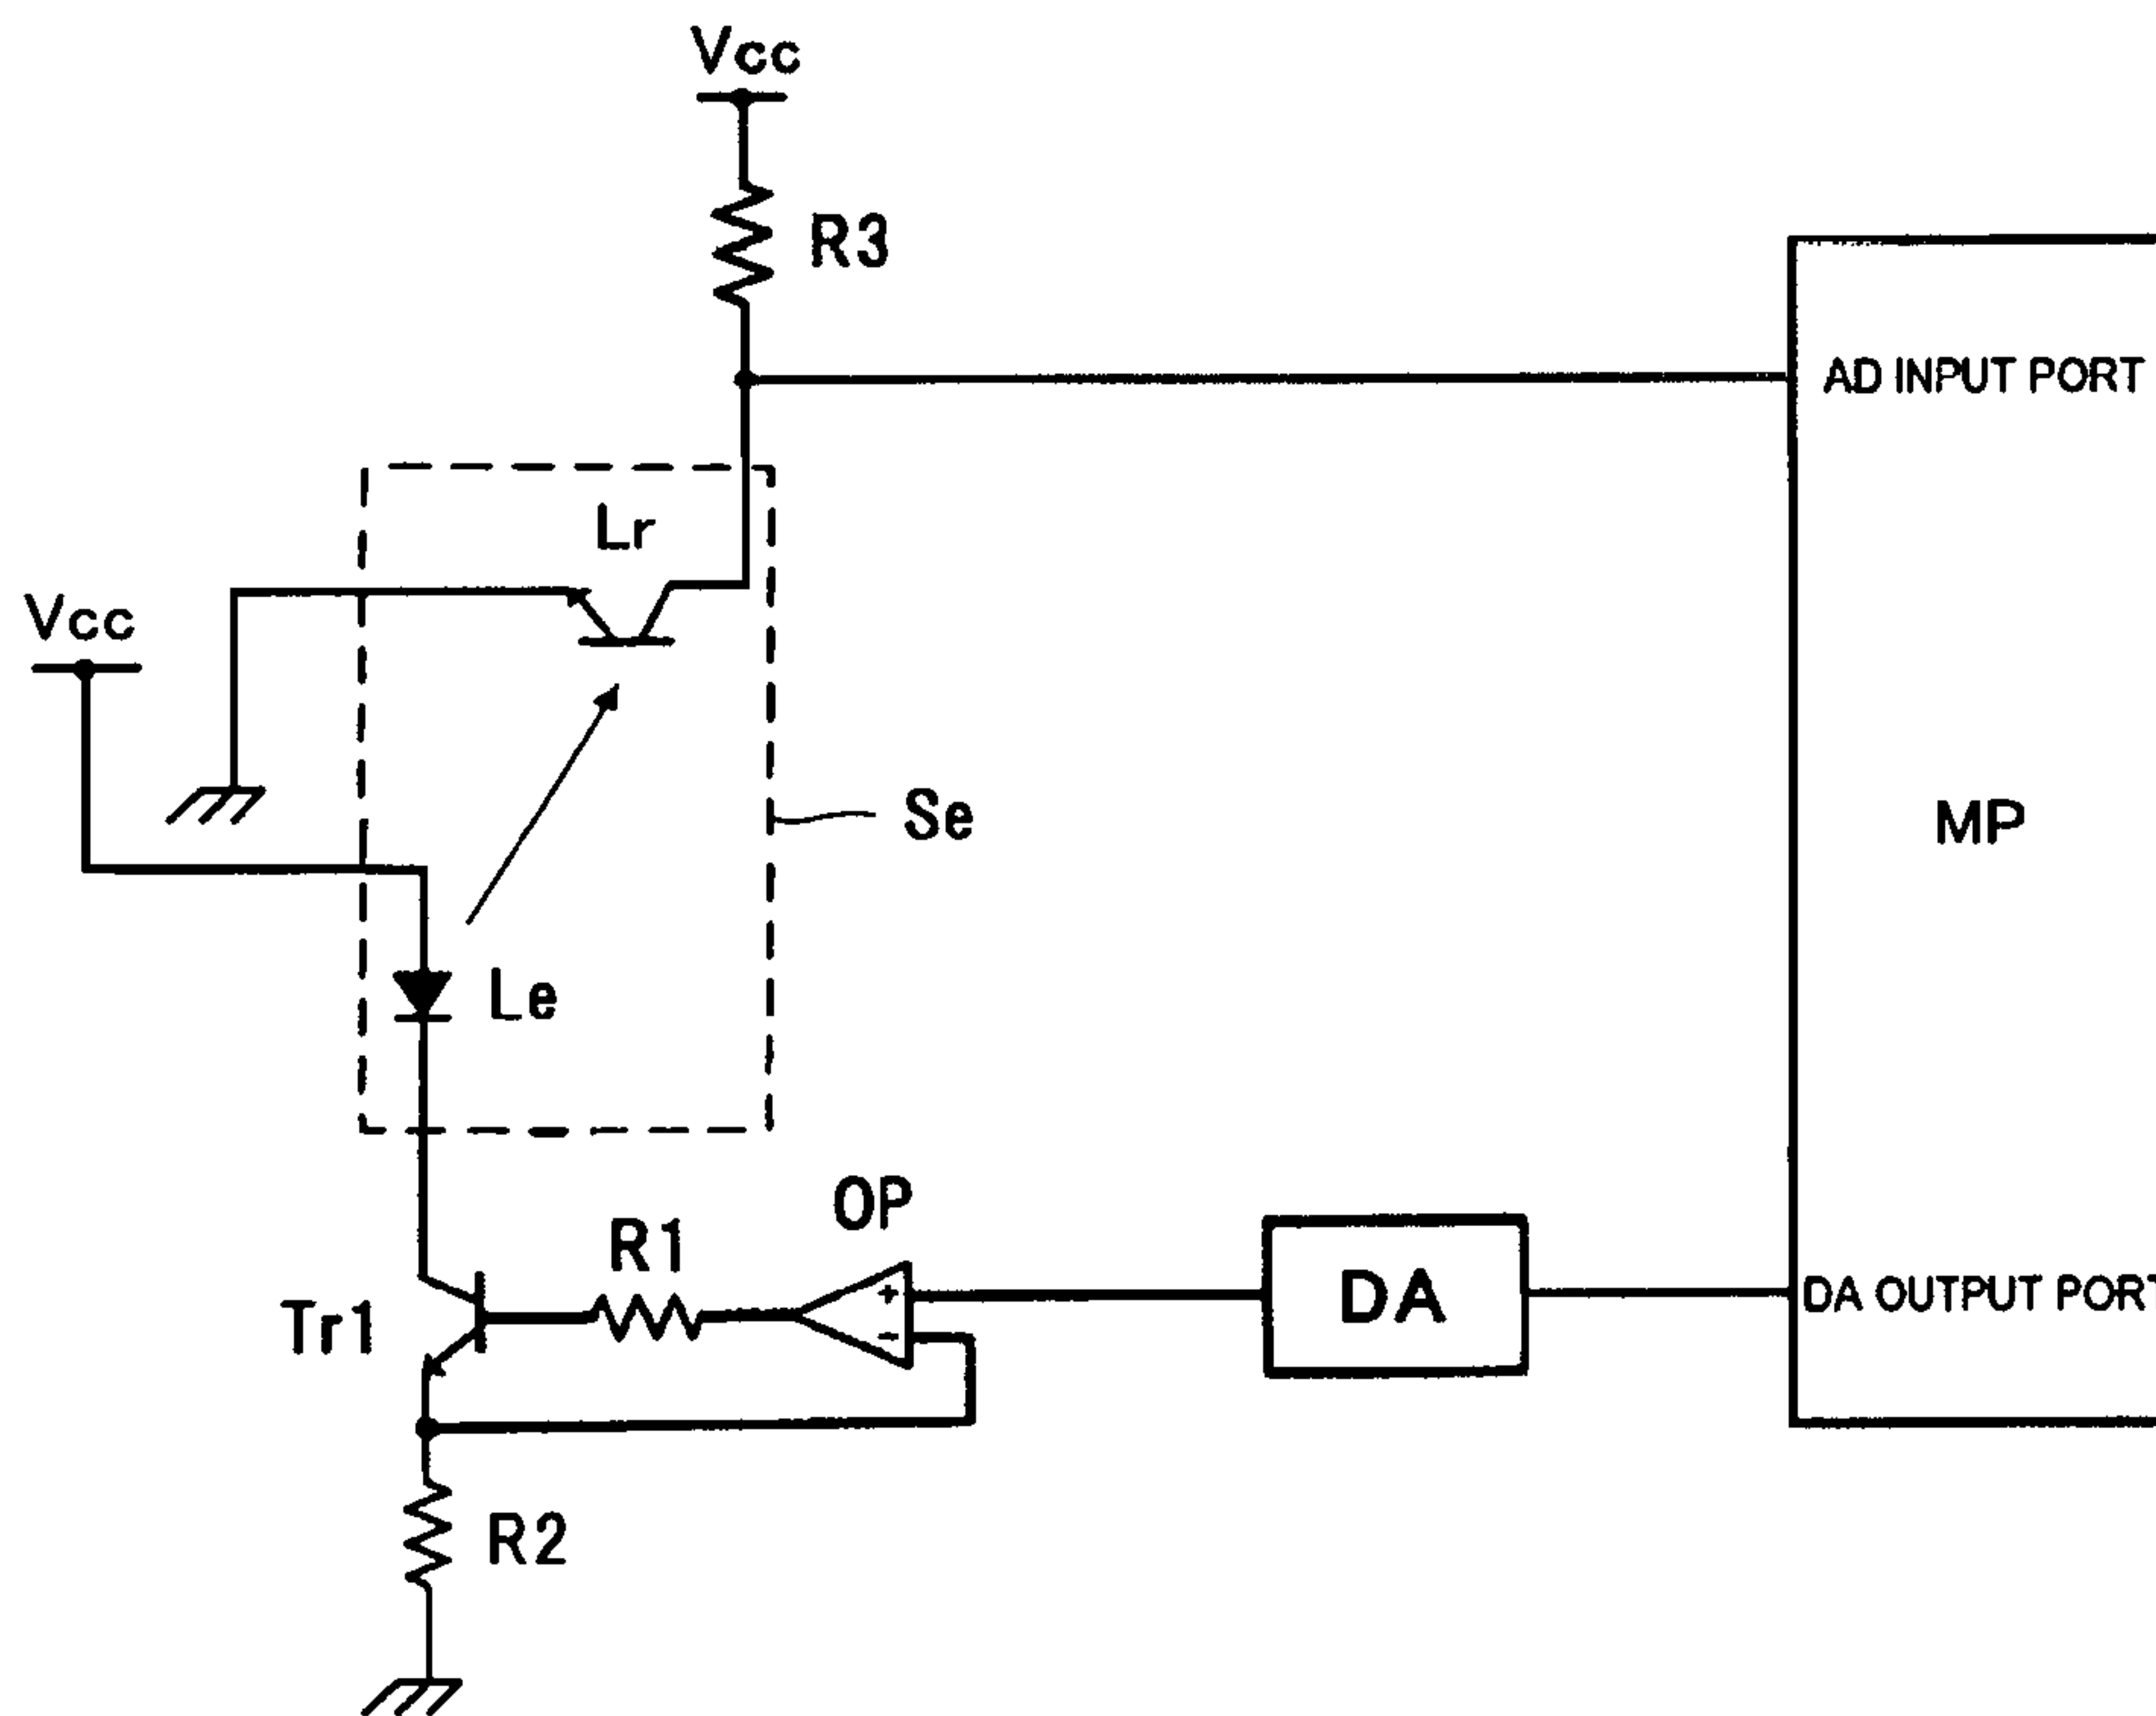 Vcc
R3
AD INPUT PORT
Lr
Vcc
Se
MP
Le
OP
R1
DA
DA OUTPUT PORT
Tr1
+
-
R2